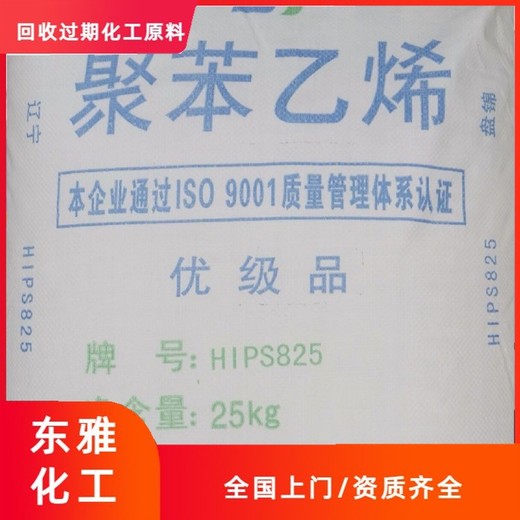 回收过期化工原料
聚苯乙烯
辽宁
盘锦
本企业通过ISO 9001质量管理体系认证
HIPS825
HIPS825
优级品
牌 号: HIPS825
净含量: 25kg
东雅
化工
全国上门/资质齐全